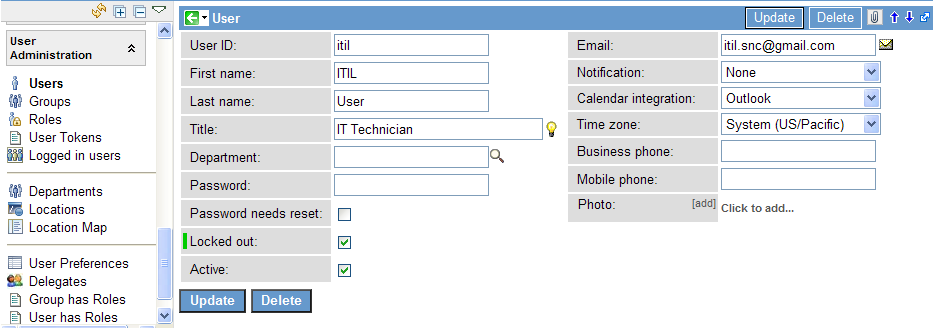 User
Administration
Users
Groups
Roles
User Tokens
Logged in users
Departments
Locations
Location Map
User Preferences
Delegates
Group has Roles
User has Roles
User
Update Delete
User ID: itil
First name: ITIL
Last name: User
Title: IT Technician
Department:
Password:
Password needs reset:
Locked out:
Active:
Email: itil.snc@gmail.com
Notification: None
Calendar integration: Outlook
Time zone: System (US/Pacific)
Business phone:
Mobile phone:
Photo: [add] Click to add...
Update Delete